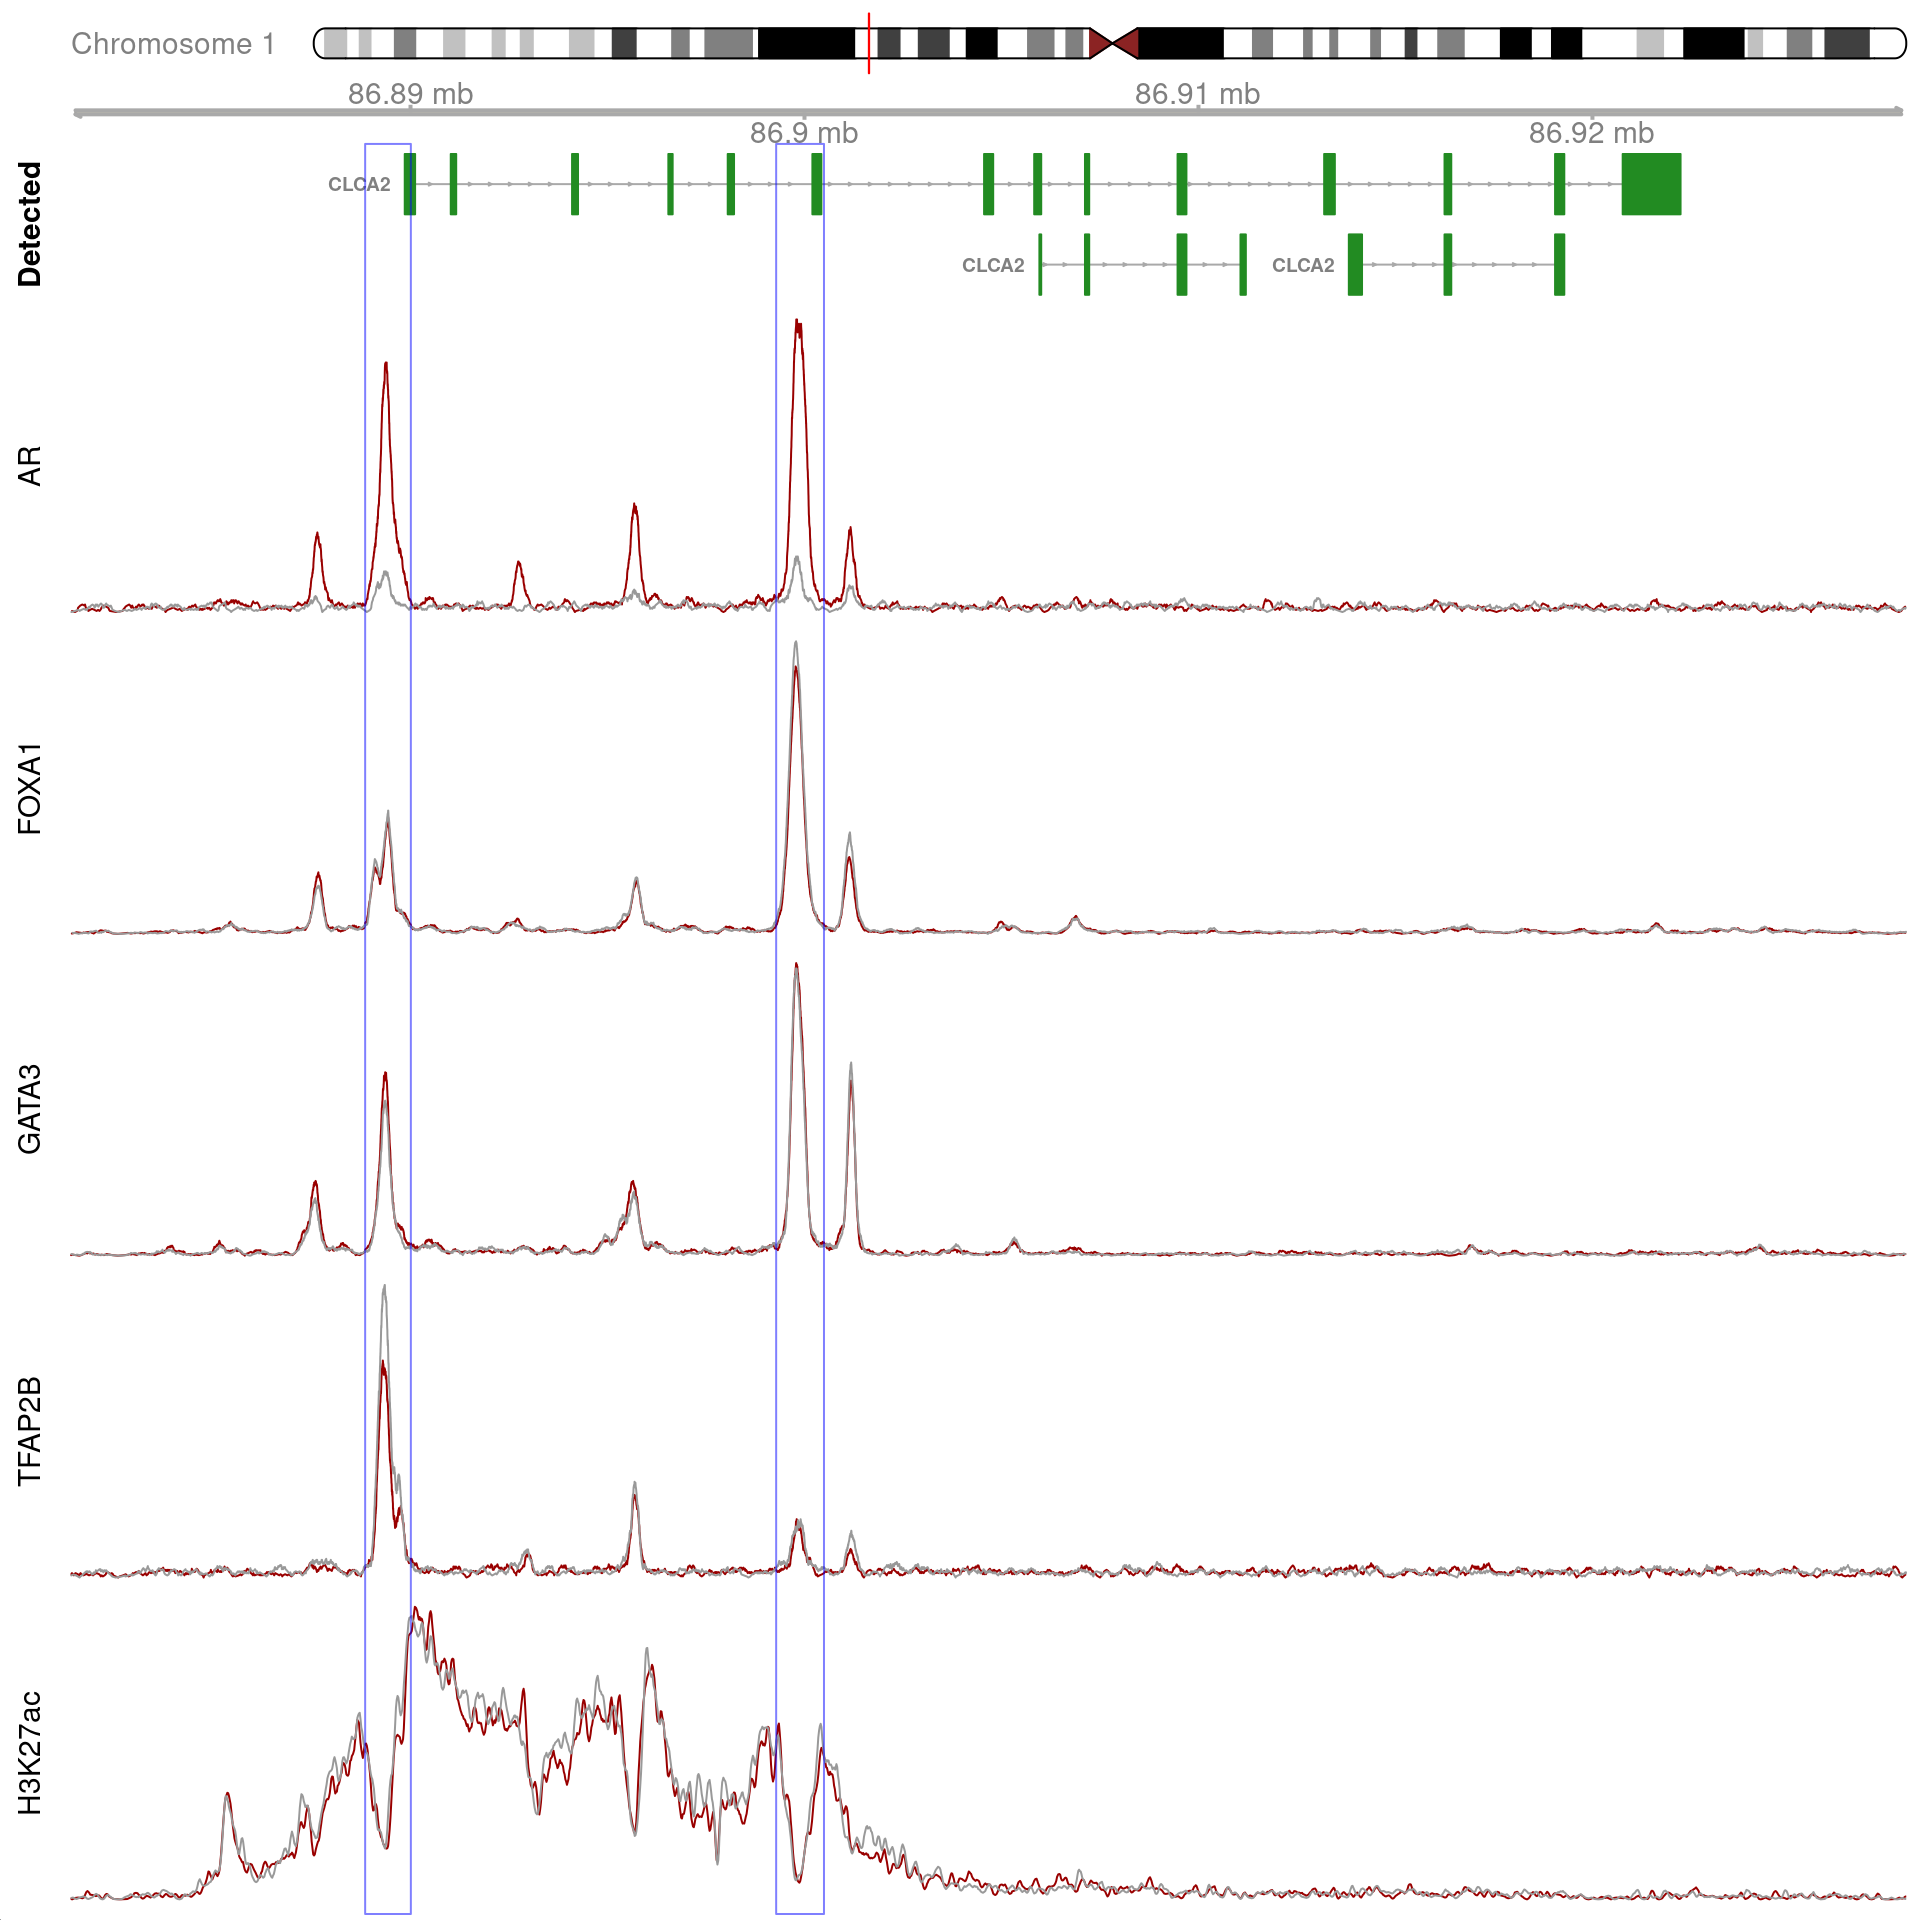 Chromosome 1
86.89 mb
86.91 mb
86.9 mb
86.92 mb
Detected
CLCA2
CLCA2
CLCA2
AR
FOXA1
GATA3
TFAP2B
H3K27ac